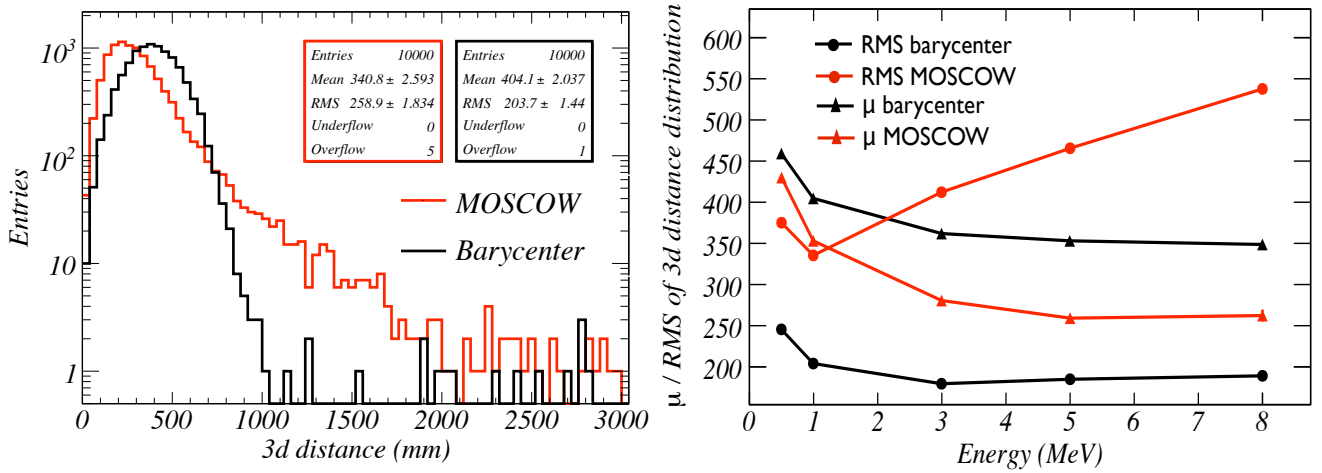 Entries
10^3
10^2
10
1
Entries 10000
Mean 340.8 ± 2.593
RMS 258.9 ± 1.834
Underflow 0
Overflow 5
Entries 10000
Mean 404.1 ± 2.037
RMS 203.7 ± 1.44
Underflow 0
Overflow 1
MOSCOW
Barycenter
0 500 1000 1500 2000 2500 3000
3d distance (mm)
μ / RMS of 3d distance distribution
600
550
500
450
400
350
300
250
200
RMS barycenter
RMS MOSCOW
μ barycenter
μ MOSCOW
0 1 2 3 4 5 6 7 8
Energy (MeV)